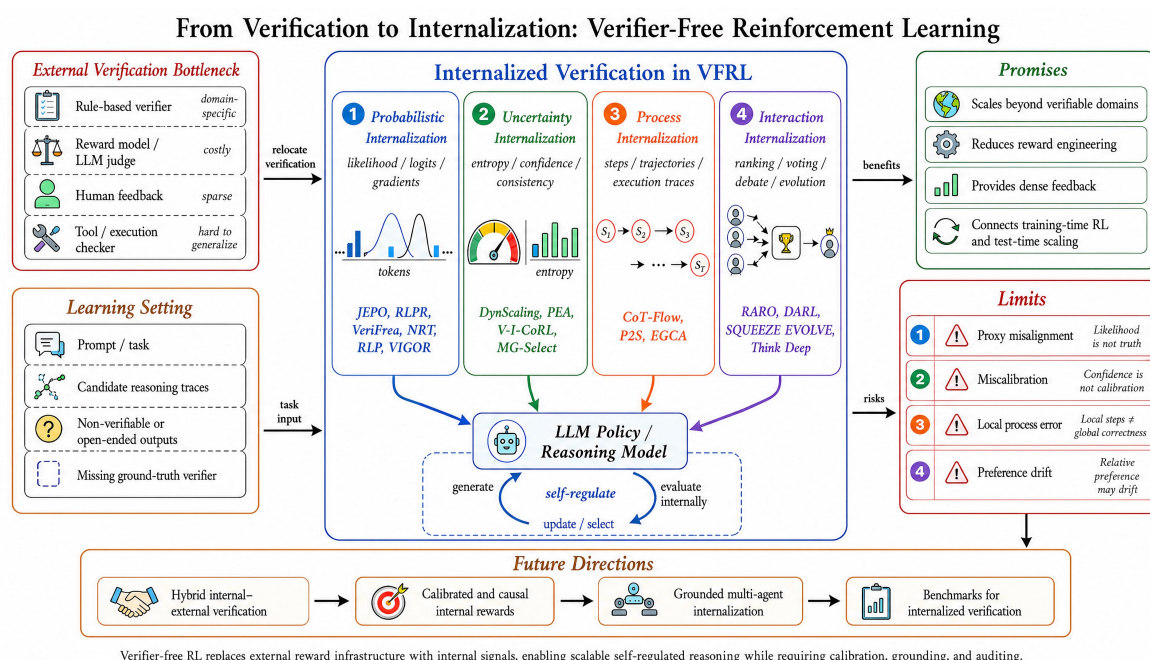 From Verification to Internalization: Verifier-Free Reinforcement Learning
External Verification Bottleneck
Rule-based verifier
domain-
specific
Reward model /
LLM judge
costly
Human feedback
sparse
Tool / execution
checker
hard to
generalize
Learning Setting
Prompt / task
Candidate reasoning traces
?
Non-verifiable or
open-ended outputs
Missing ground-truth verifier
relocate
verification
task
input
Internalized Verification in VFRL
1 Probabilistic
Internalization
likelihood / logits /
gradients
... ...
tokens
JEPO, RLPR,
VeriFrea, NRT,
RLP, VIGOR
2 Uncertainty
Internalization
entropy / confidence /
consistency
entropy
DynScaling, PEA,
V-I-CoRL,
MG-Select
3 Process
Internalization
steps / trajectories /
execution traces
S1 S2 S3
... ST
CoT-Flow,
P2S, EGCA
4 Interaction
Internalization
ranking / voting /
debate / evolution
RARO, DARL,
SQUEEZE EVOLVE,
Think Deep
LLM Policy /
Reasoning Model
generate
self-regulate
evaluate
internally
update / select
benefits
risks
Promises
Scales beyond verifiable domains
Reduces reward engineering
Provides dense feedback
Connects training-time RL
and test-time scaling
Limits
1 ! Proxy misalignment
Likelihood
is not truth
2 ! Miscalibration
Confidence is
not calibration
3 ! Local process error
Local steps ≠
global correctness
4 ! Preference drift
Relative
preference
may drift
Future Directions
Hybrid internal–
external verification
Calibrated and causal
internal rewards
Grounded multi-agent
internalization
Benchmarks for
internalized verification
Verifier-free RL replaces external reward infrastructure with internal signals, enabling scalable self-regulated reasoning while requiring calibration, grounding, and auditing.